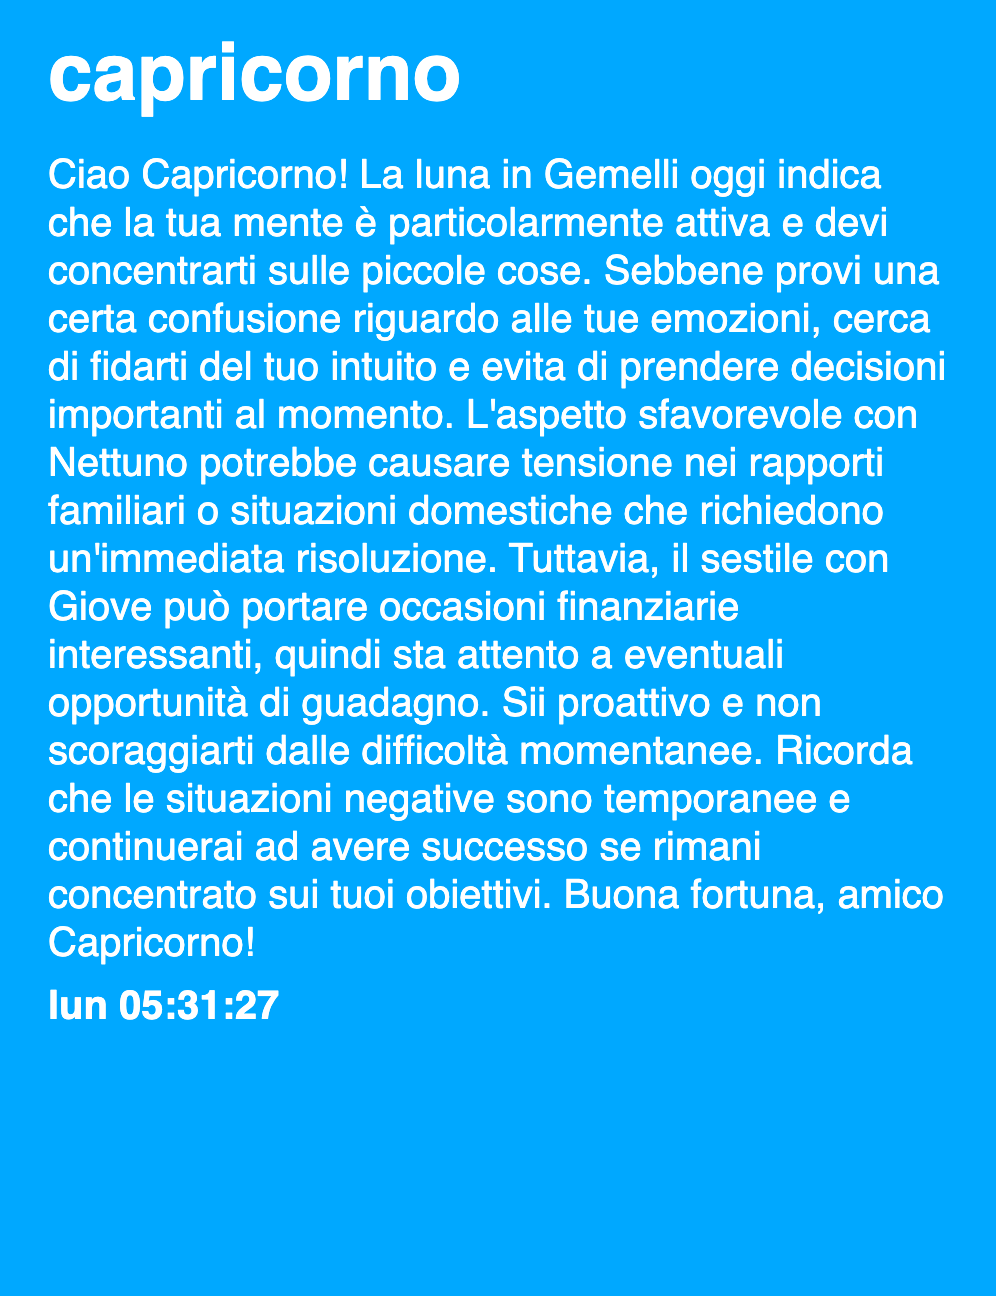 capricorno
Ciao Capricorno! La luna in Gemelli oggi indica
che la tua mente è particolarmente attiva e devi
concentrarti sulle piccole cose. Sebbene provi una
certa confusione riguardo alle tue emozioni, cerca
di fidarti del tuo intuito e evita di prendere decisioni
importanti al momento. L'aspetto sfavorevole con
Nettuno potrebbe causare tensione nei rapporti
familiari o situazioni domestiche che richiedono
un'immediata risoluzione. Tuttavia, il sestile con
Giove può portare occasioni finanziarie
interessanti, quindi sta attento a eventuali
opportunità di guadagno. Sii proattivo e non
scoraggiarti dalle difficoltà momentanee. Ricorda
che le situazioni negative sono temporanee e
continuerai ad avere successo se rimani
concentrato sui tuoi obiettivi. Buona fortuna, amico
Capricorno!
lun 05:31:27